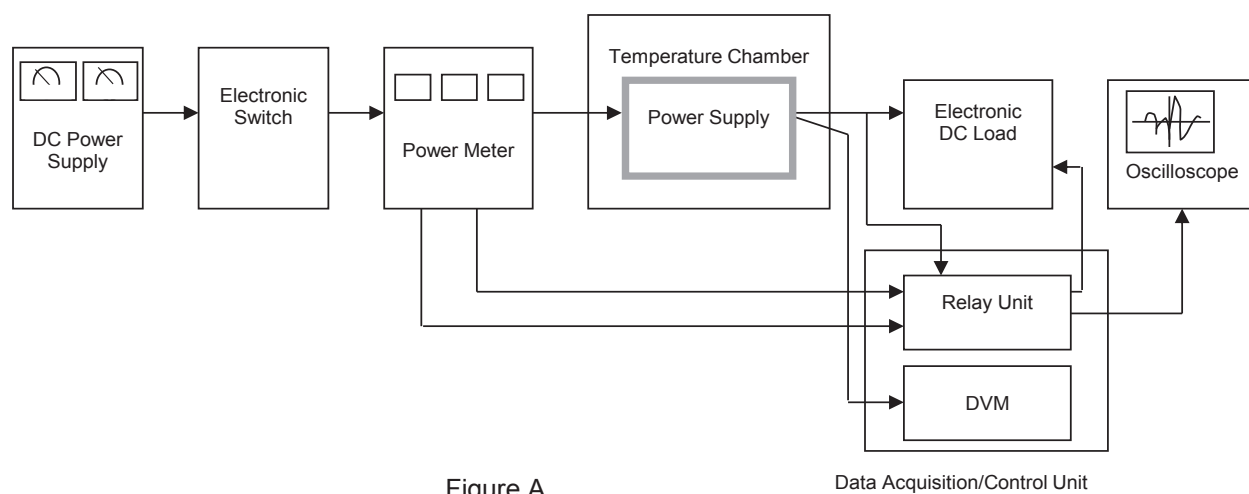 Temperature Chamber
Power Supply
DC Power
Supply
Electronic
Switch
Power Meter
Electronic
DC Load
Oscilloscope
Relay Unit
DVM
Figure A
Data Acquisition/Control Unit